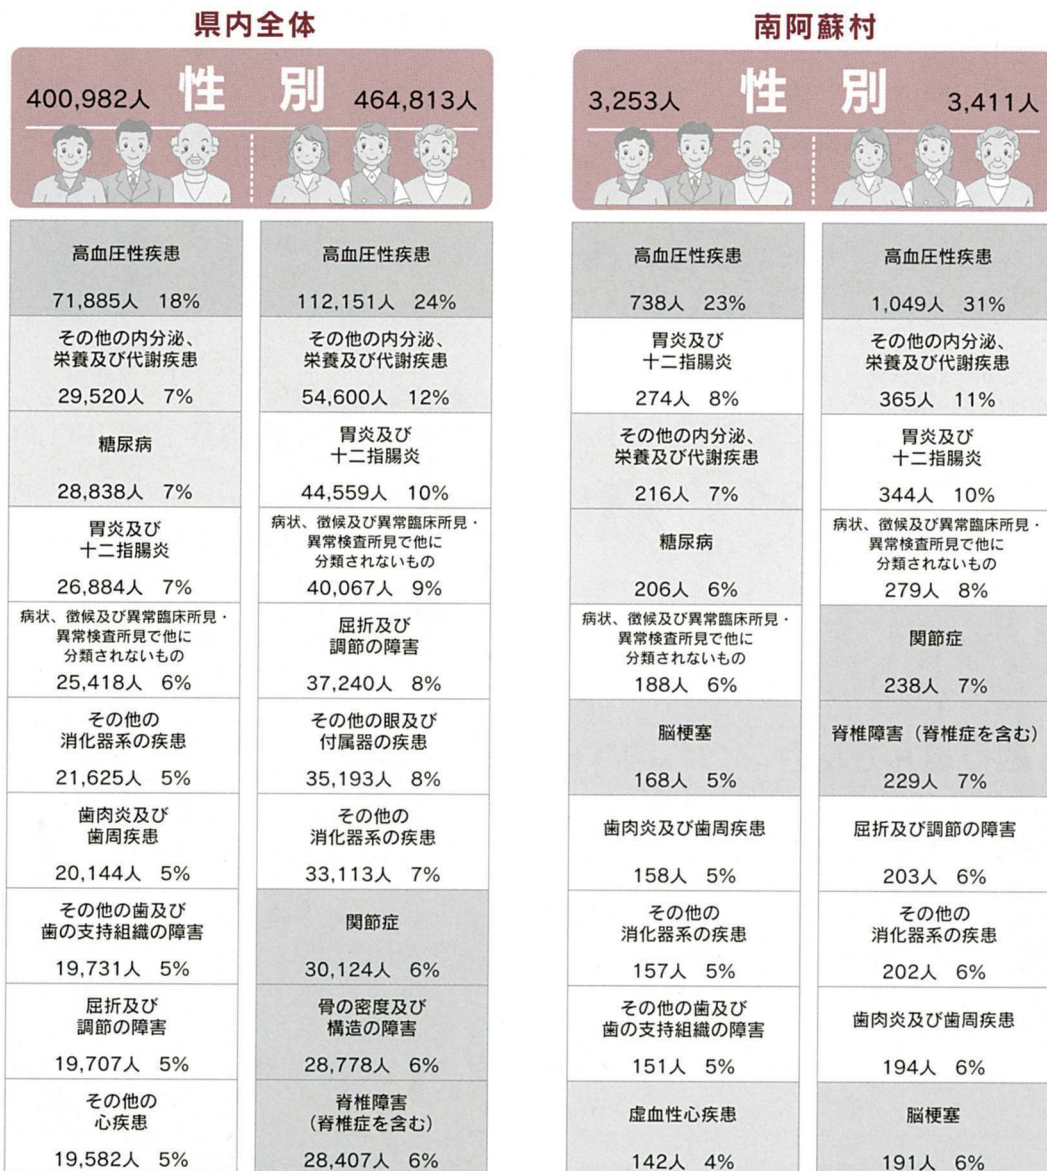 県内全体
400,982人 性 別 464,813人
高血圧性疾患
71,885人 18%
その他の内分泌、
栄養及び代謝疾患
29,520人 7%
糖尿病
28,838人 7%
胃炎及び
十二指腸炎
26,884人 7%
病状、徴候及び異常臨床所見・
異常検査所見で他に
分類されないもの
25,418人 6%
その他の
消化器系の疾患
21,625人 5%
歯肉炎及び
歯周疾患
20,144人 5%
その他の歯及び
歯の支持組織の障害
19,731人 5%
屈折及び
調節の障害
19,707人 5%
その他の
心疾患
19,582人 5%
高血圧性疾患
112,151人 24%
その他の内分泌、
栄養及び代謝疾患
54,600人 12%
胃炎及び
十二指腸炎
44,559人 10%
病状、徴候及び異常臨床所見・
異常検査所見で他に
分類されないもの
40,067人 9%
屈折及び
調節の障害
37,240人 8%
その他の眼及び
付属器の疾患
35,193人 8%
その他の
消化器系の疾患
33,113人 7%
関節症
30,124人 6%
骨の密度及び
構造の障害
28,778人 6%
脊椎障害
(脊椎症を含む)
28,407人 6%
南阿蘇村
3,253人 性 別 3,411人
高血圧性疾患
738人 23%
胃炎及び
十二指腸炎
274人 8%
その他の内分泌、
栄養及び代謝疾患
216人 7%
糖尿病
206人 6%
病状、徴候及び異常臨床所見・
異常検査所見で他に
分類されないもの
188人 6%
脳梗塞
168人 5%
歯肉炎及び歯周疾患
158人 5%
その他の
消化器系の疾患
157人 5%
その他の歯及び
歯の支持組織の障害
151人 5%
虚血性心疾患
142人 4%
高血圧性疾患
1,049人 31%
その他の内分泌、
栄養及び代謝疾患
365人 11%
胃炎及び
十二指腸炎
344人 10%
病状、徴候及び異常臨床所見・
異常検査所見で他に
分類されないもの
279人 8%
関節症
238人 7%
脊椎障害（脊椎症を含む）
229人 7%
屈折及び調節の障害
203人 6%
その他の
消化器系の疾患
202人 6%
歯肉炎及び歯周疾患
194人 6%
脳梗塞
191人 6%